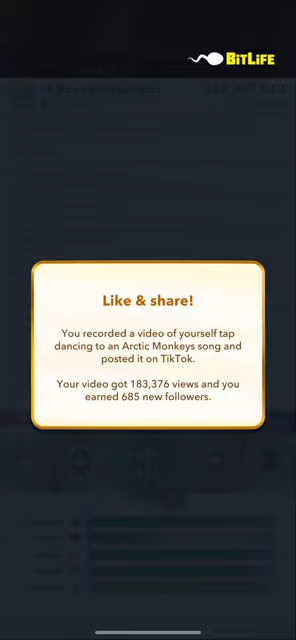 BITLIFE
Like & share!
You recorded a video of yourself tap
dancing to an Arctic Monkeys song and
posted it on TikTok.
Your video got 183,376 views and you
earned 685 new followers.